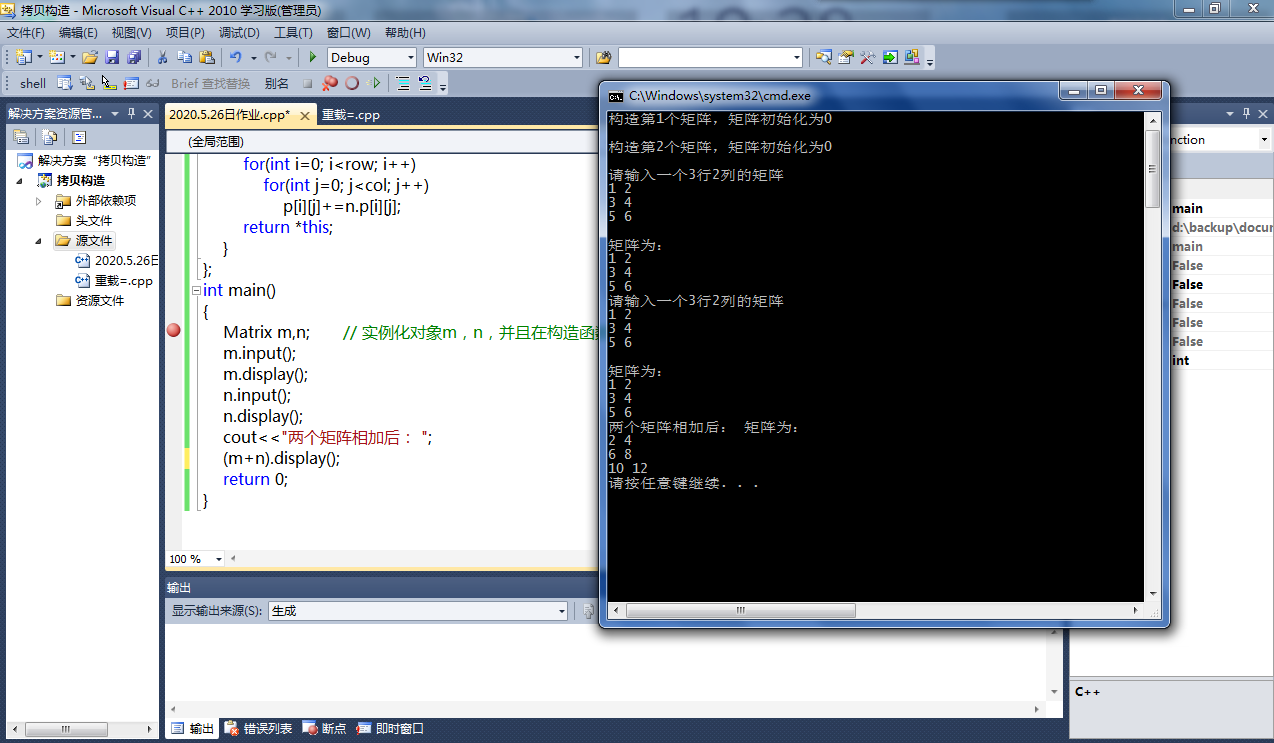 拷贝构造 - Microsoft Visual C++ 2010 学习版(管理员)
文件(F) 编辑(E) 视图(V) 项目(P) 调试(D) 工具(T) 窗口(W) 帮助(H)
Debug Win32
shell Brief 查找替换 别名
解决方案资源管...
解决方案“拷贝构造”
拷贝构造
外部依赖项
头文件
源文件
2020.5.26日
重载=.cpp
资源文件
2020.5.26日作业.cpp* 重载=.cpp
(全局范围)
for(int i=0; i<row; i++)
for(int j=0; j<col; j++)
p[i][j]+=n.p[i][j];
return *this;
}
};
int main()
{
Matrix m,n; // 实例化对象m，n，并且在构造函
m.input();
m.display();
n.input();
n.display();
cout<<"两个矩阵相加后： ";
(m+n).display();
return 0;
}
100 %
输出
显示输出来源(S): 生成
输出 错误列表 断点 即时窗口
C:\Windows\system32\cmd.exe
构造第1个矩阵，矩阵初始化为0
构造第2个矩阵，矩阵初始化为0
请输入一个3行2列的矩阵
1 2
3 4
5 6
矩阵为：
1 2
3 4
5 6
请输入一个3行2列的矩阵
1 2
3 4
5 6
矩阵为：
1 2
3 4
5 6
两个矩阵相加后： 矩阵为：
2 4
6 8
10 12
请按任意键继续. . .
nction
main
d:\backup\docu
main
False
False
False
False
False
int
C++